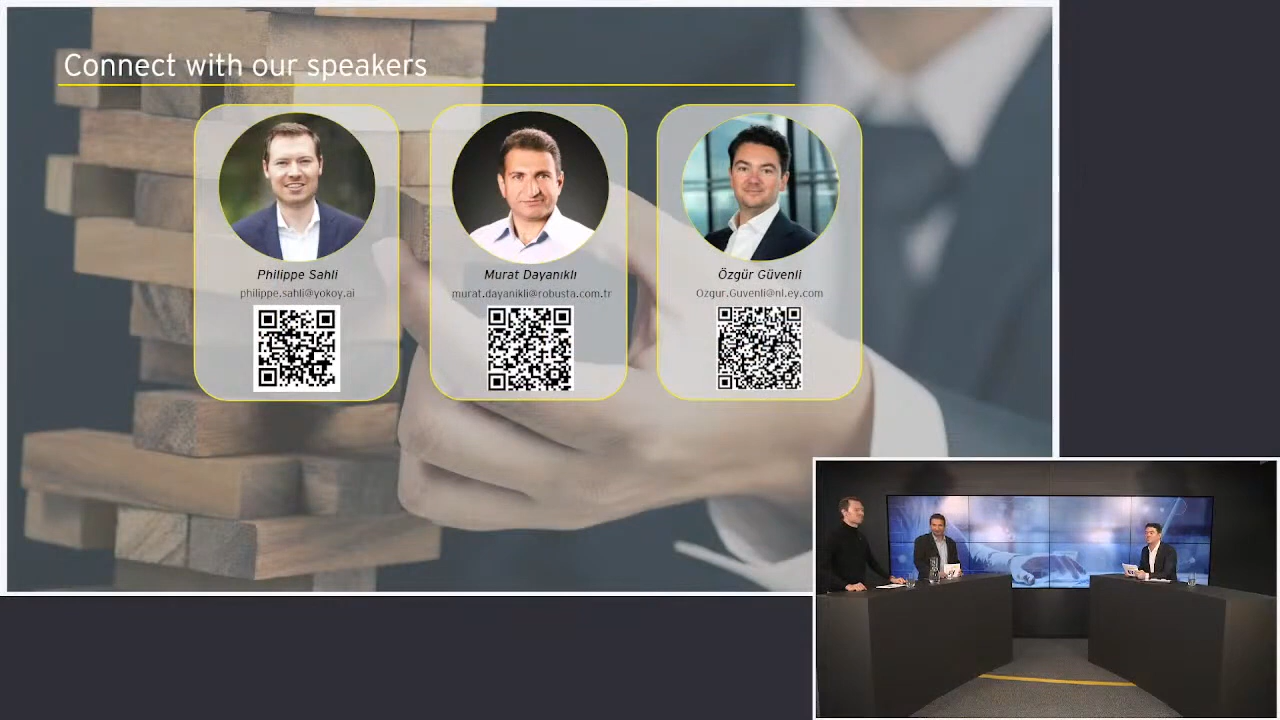 Connect with our speakers
Philippe Sahli
philippe.sahli@yokoy.ai
Murat Dayanıklı
murat.dayanikli@robusta.com.tr
Özgür Güvenli
Ozgur.Guvenli@nl.ey.com